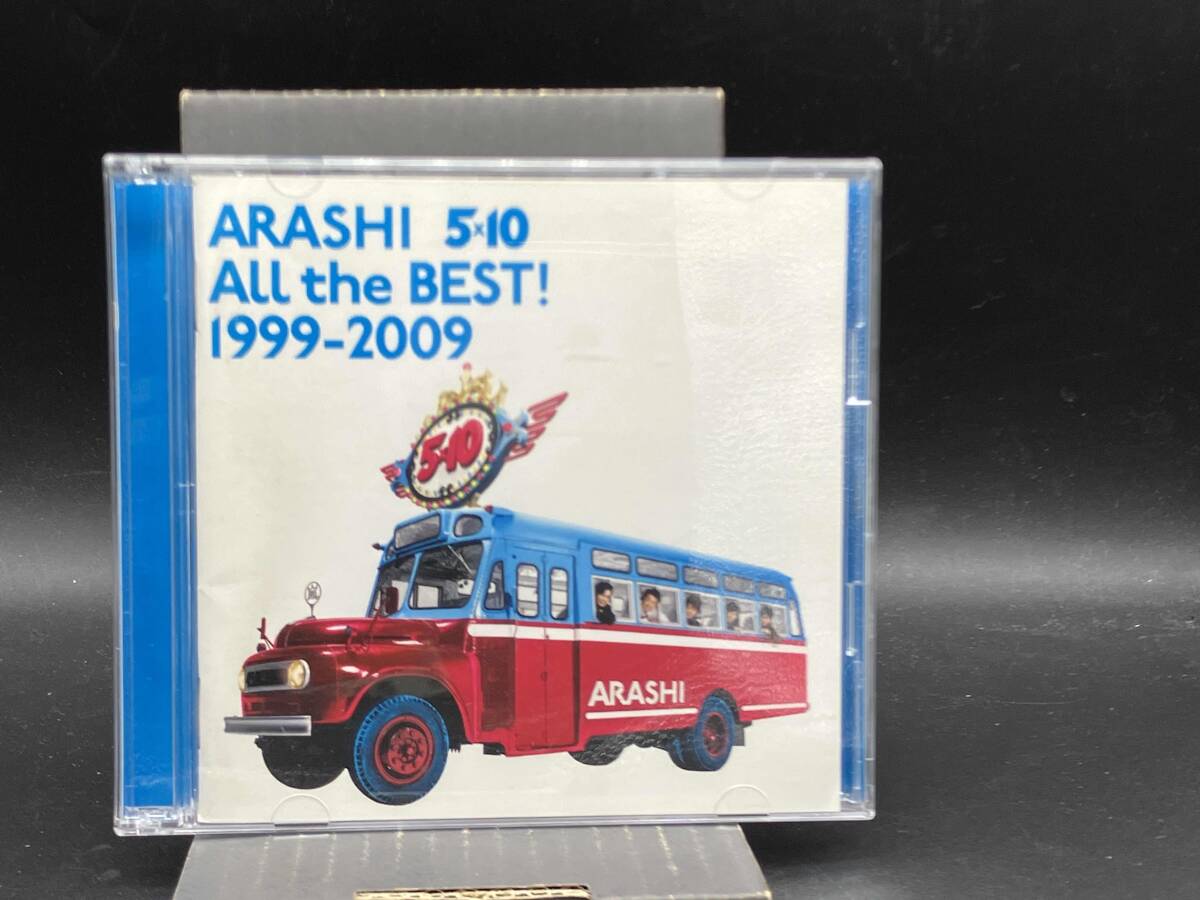 ARASHI 5×10
All the BEST!
1999-2009
5×10
ARASHI